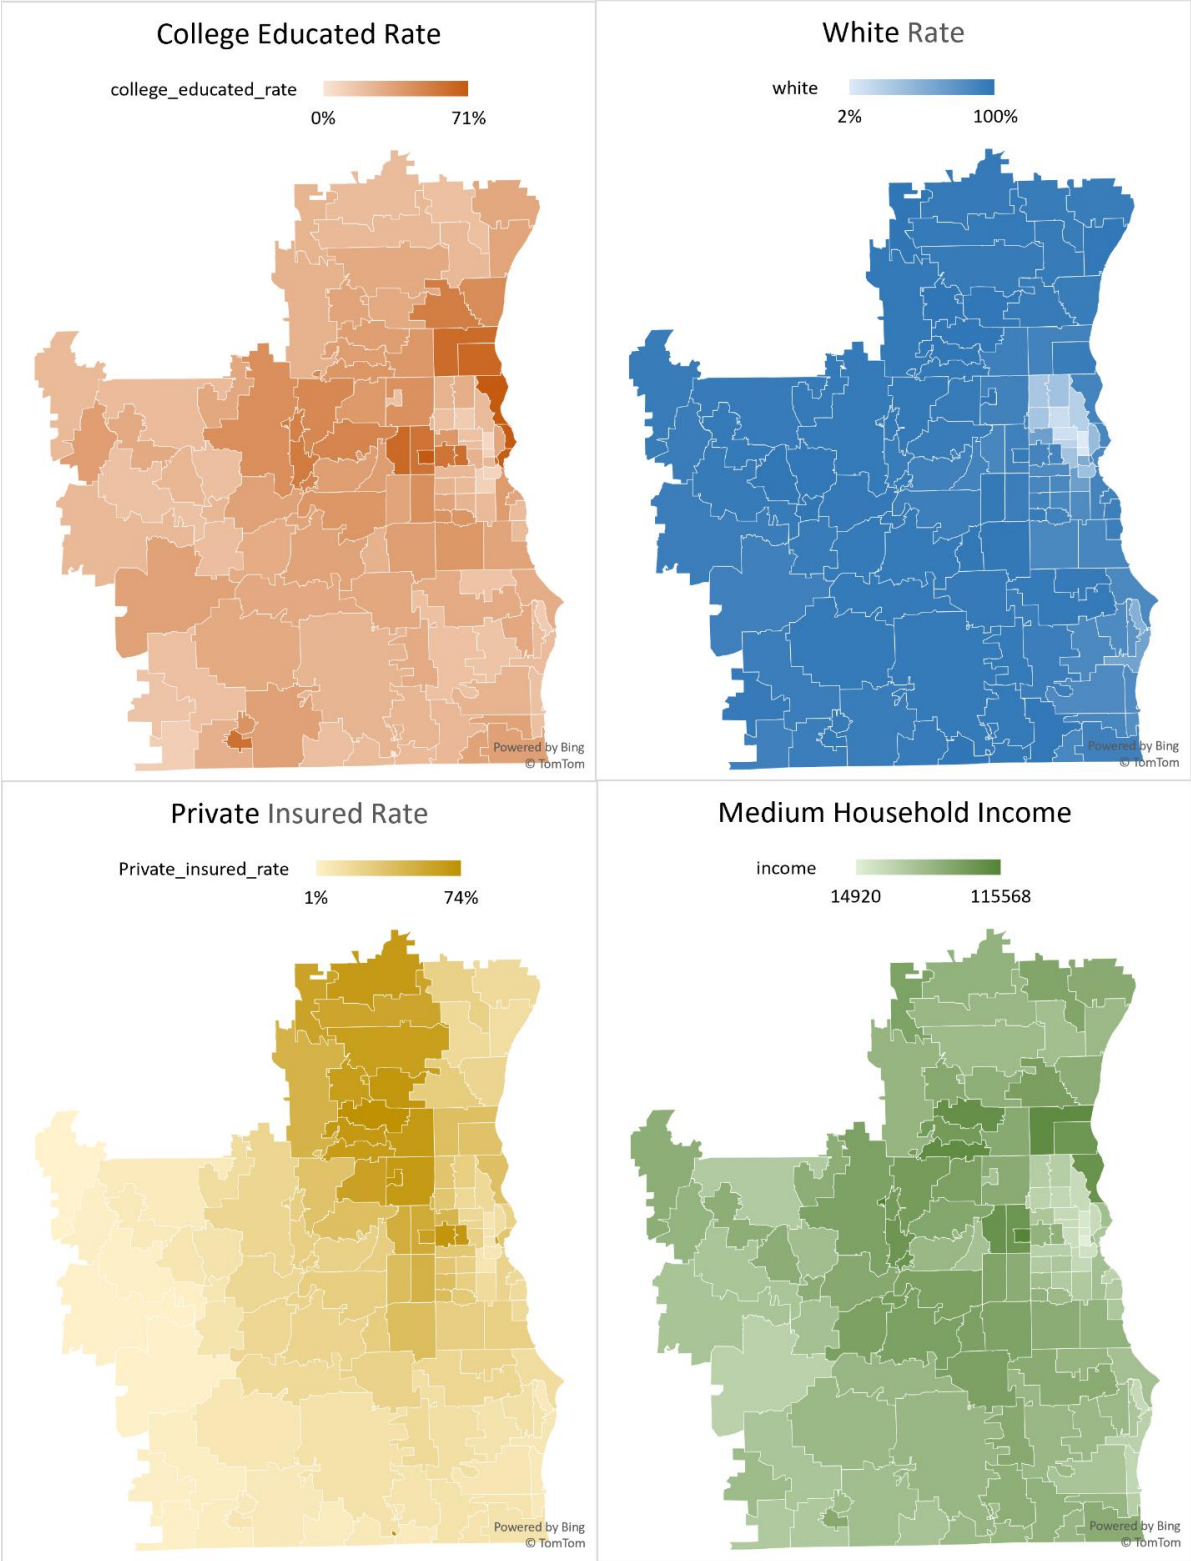 College Educated Rate
college_educated_rate
0% 71%
Powered by Bing
© TomTom
White Rate
white
2% 100%
Powered by Bing
© TomTom
Private Insured Rate
Private_insured_rate
1% 74%
Powered by Bing
© TomTom
Medium Household Income
income
14920 115568
Powered by Bing
© TomTom